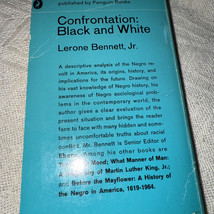 published by Penguin Books
Confrontation:
Black and White
Lerone Bennett, Jr.
A descriptive analysis of the Negro re-
volt in America, its origins, history, and
implications for the future. Drawing on
his vast knowledge of Negro history, his
awareness of Negro sociological prob-
lems in the contemporary world, the
author gives a clear evaluation of the
present situation and brings the reader
face to face with many hidden and some-
times uncomfortable truths about racial
conflict. Mr. Bennett is Senior Editor of
Ebony. Among his other books are
Mood; What Manner of Man:
A of Martin Luther King, Jr.; and
Before the Mayflower: A History of
the Negro in America, 1619-1964.